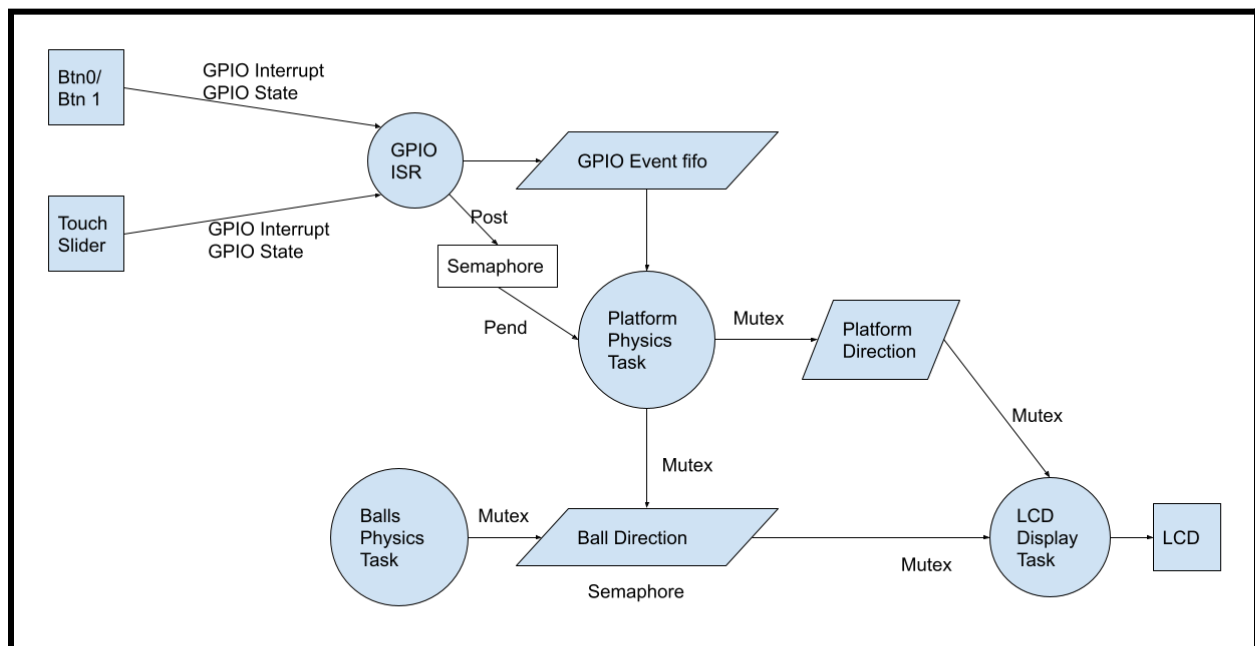 Btn0/
Btn 1
GPIO Interrupt
GPIO State
GPIO
ISR
GPIO Event fifo
Touch
Slider
GPIO Interrupt
GPIO State
Post
Semaphore
Pend
Platform
Physics
Task
Mutex
Platform
Direction
Mutex
Mutex
Balls
Physics
Task
Mutex
Ball Direction
Semaphore
Mutex
LCD
Display
Task
LCD